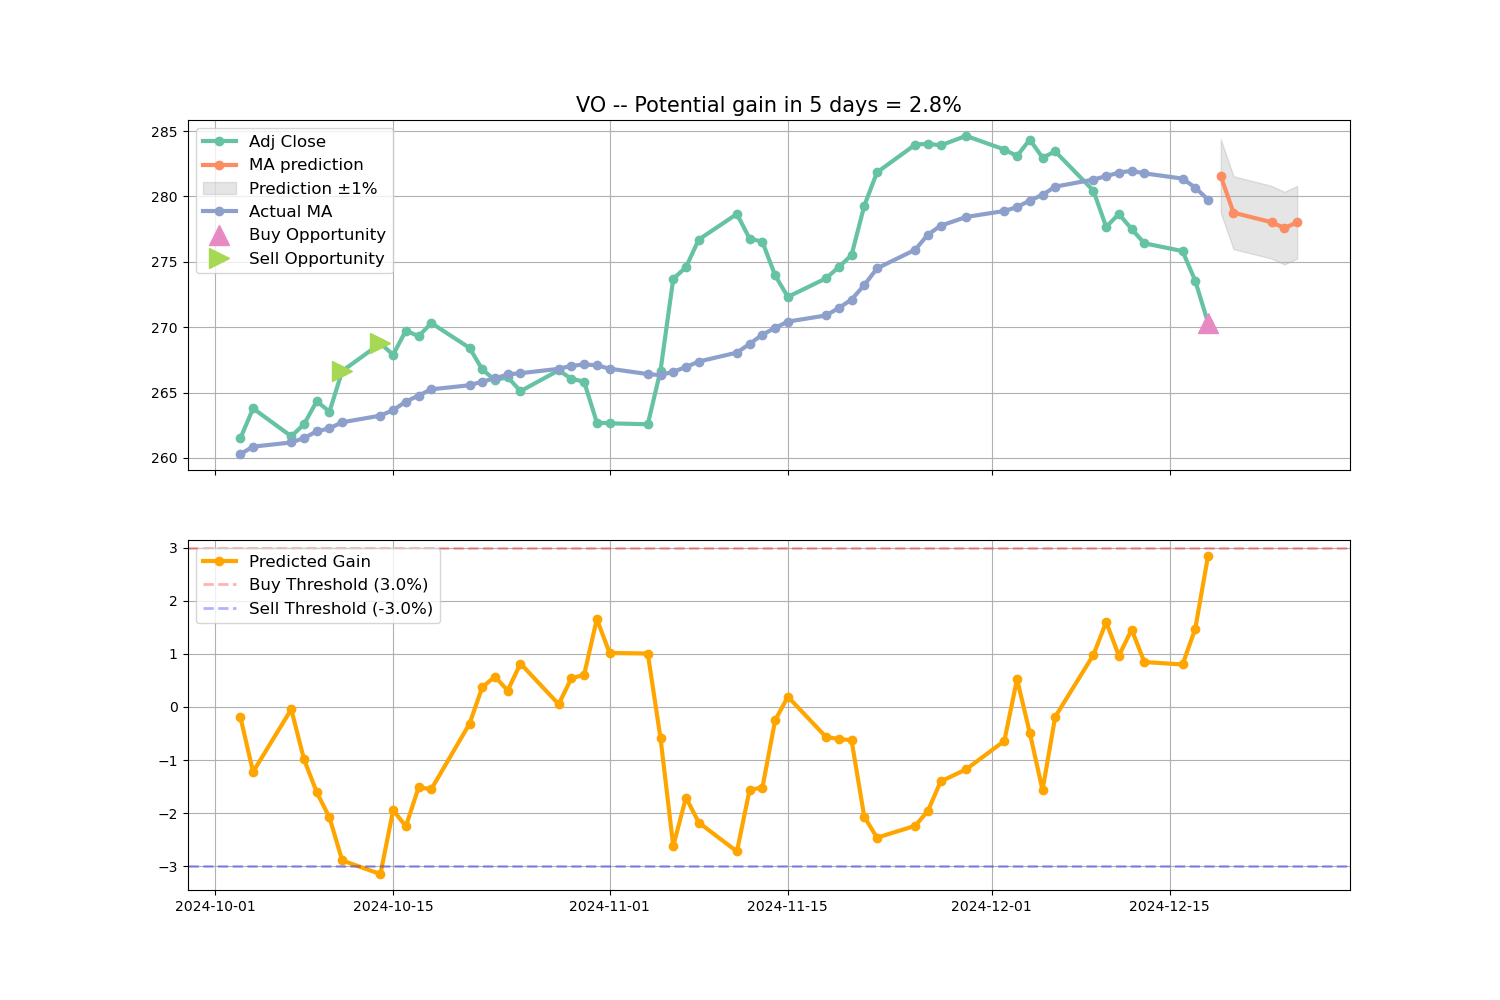 VO -- Potential gain in 5 days = 2.8%
285
280
275
270
265
260
Adj Close
MA prediction
Prediction ±1%
Actual MA
Buy Opportunity
Sell Opportunity
3
2
1
0
−1
−2
−3
Predicted Gain
Buy Threshold (3.0%)
Sell Threshold (-3.0%)
2024-10-01
2024-10-15
2024-11-01
2024-11-15
2024-12-01
2024-12-15